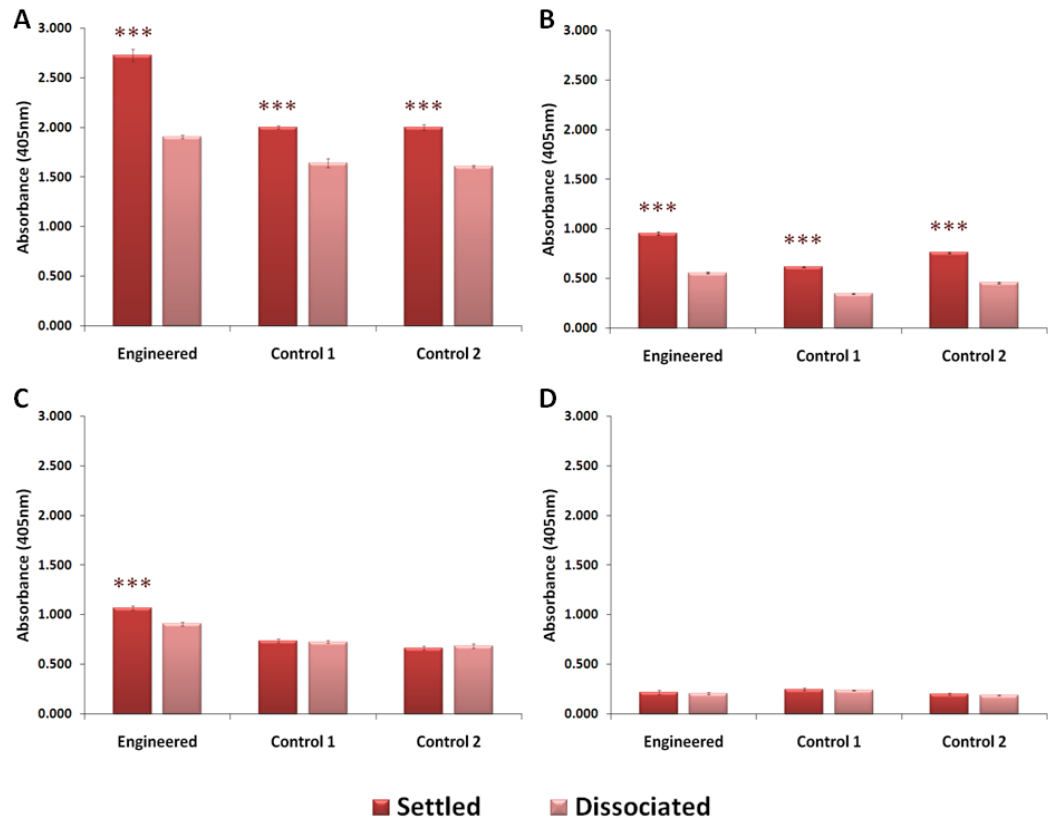 A
Absorbance (405nm)
3.000
2.500
2.000
1.500
1.000
0.500
0.000
***
***
***
Engineered Control 1 Control 2
B
Absorbance (405nm)
3.000
2.500
2.000
1.500
1.000
0.500
0.000
***
***
***
Engineered Control 1 Control 2
C
Absorbance (405nm)
3.000
2.500
2.000
1.500
1.000
0.500
0.000
***
Engineered Control 1 Control 2
D
Absorbance (405nm)
3.000
2.500
2.000
1.500
1.000
0.500
0.000
Engineered Control 1 Control 2
Settled Dissociated